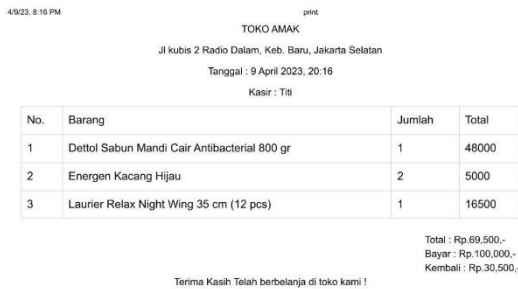 4/9/23, 8:16 PM print
TOKO AMAK
Jl kubis 2 Radio Dalam, Keb. Baru, Jakarta Selatan
Tanggal : 9 April 2023, 20:16
Kasir : Titi
No. Barang Jumlah Total
1 Dettol Sabun Mandi Cair Antibacterial 800 gr 1 48000
2 Energen Kacang Hijau 2 5000
3 Laurier Relax Night Wing 35 cm (12 pcs) 1 16500
Total : Rp.69,500,-
Bayar : Rp.100,000,-
Kembali : Rp.30,500,
Terima Kasih Telah berbelanja di toko kami !